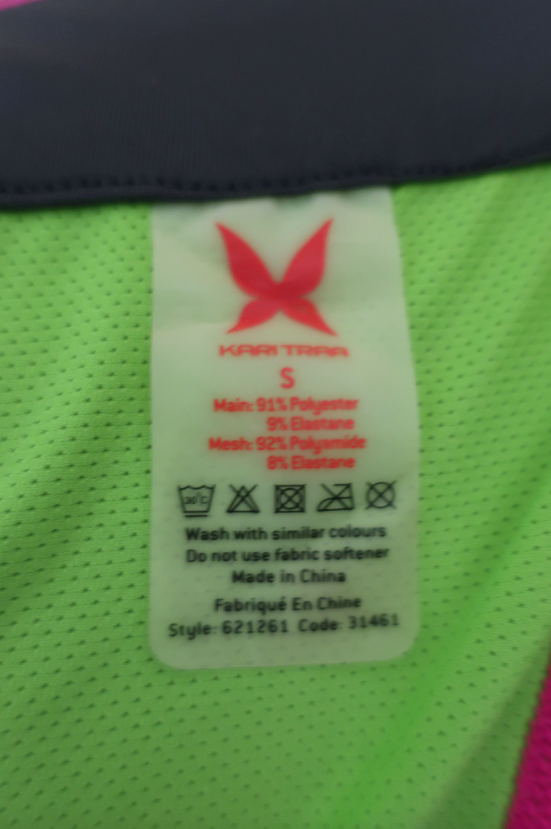 KARI TRAA
S
Main: 91% Polyester
9% Elastane
Mesh: 92% Polyamide
8% Elastane
30°C
Wash with similar colours
Do not use fabric softener
Made in China
Fabriqué En Chine
Style: 621261 Code: 31461